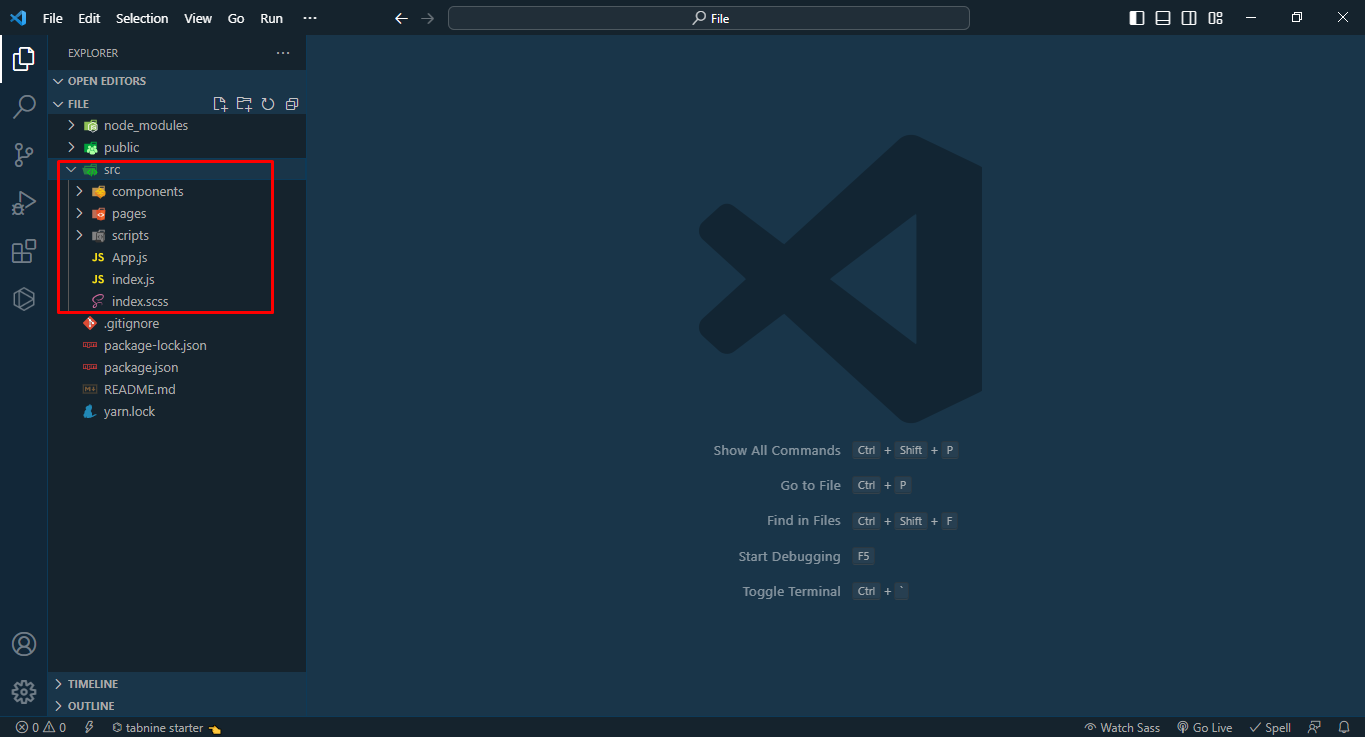 File Edit Selection View Go Run ··· File
EXPLORER ···
OPEN EDITORS
FILE
node_modules
public
src
components
pages
scripts
JS App.js
JS index.js
index.scss
.gitignore
package-lock.json
package.json
README.md
yarn.lock
Show All Commands Ctrl + Shift + P
Go to File Ctrl + P
Find in Files Ctrl + Shift + F
Start Debugging F5
Toggle Terminal Ctrl + `
TIMELINE
OUTLINE
0 0 tabnine starter Watch Sass Go Live Spell